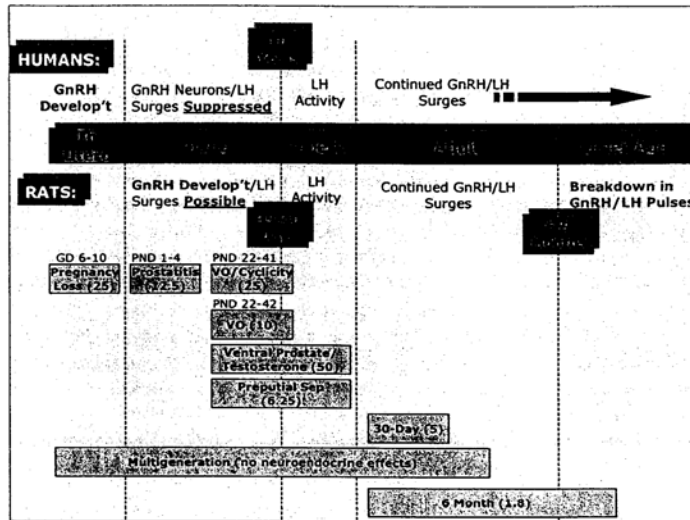 HUMANS:
GnRH
Develop't
GnRH Neurons/LH
Surges Suppressed
LH
Activity
Continued GnRH/LH
Surges
In
Utero
Adult
RATS:
GnRH Develop't/LH
Surges Possible
LH
Activity
Continued GnRH/LH
Surges
Breakdown in
GnRH/LH Pulses
GD 6-10
Pregnancy
Loss (25)
PND 1-4
Prostatitis
(12.5)
PND 22-41
VO/Cyclicity
(25)
PND 22-42
VO (10)
Ventral Prostate/
Testosterone (50)
Preputial Sep
(6.25)
30-Day (5)
Multigeneration (no neuroendocrine effects)
6 Month (1.8)